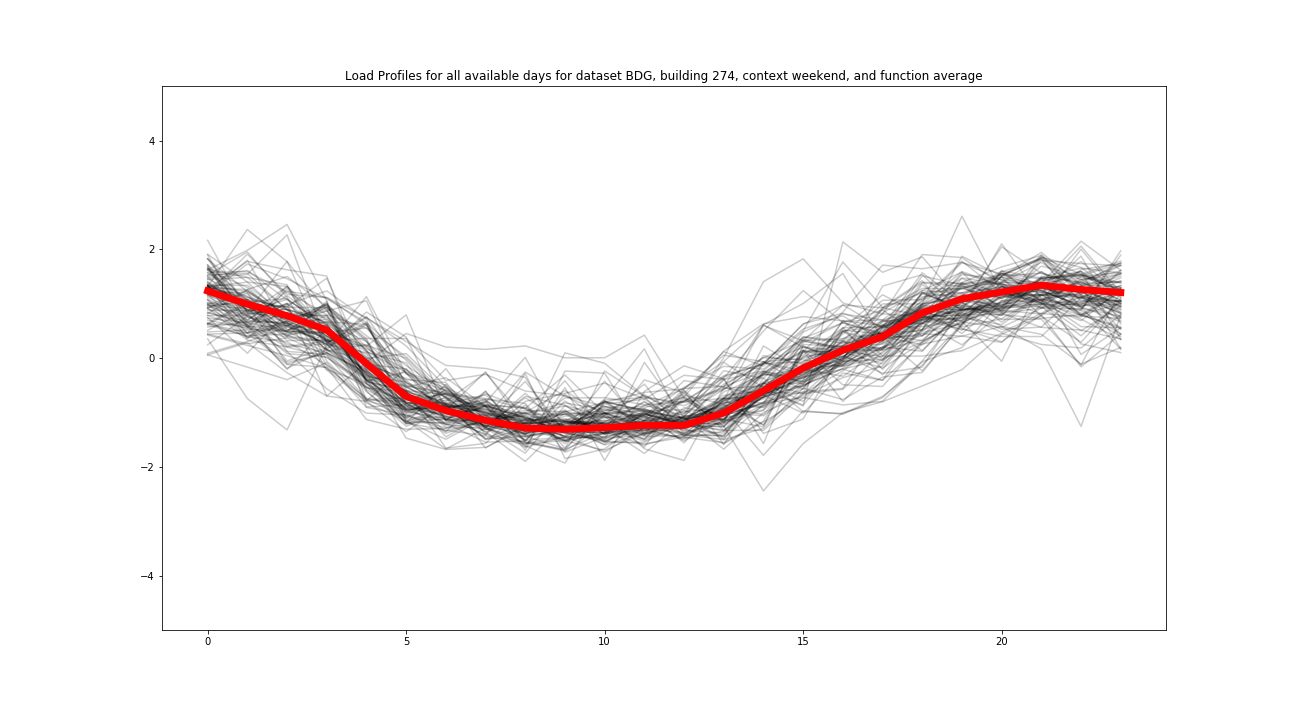 Load Profiles for all available days for dataset BDG, building 274, context weekend, and function average
4
2
0
−2
−4
0 5 10 15 20